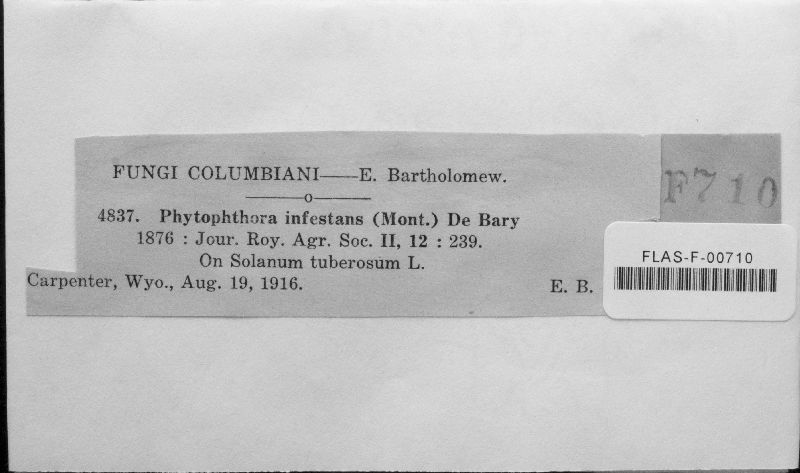 FUNGI COLUMBIANI——E. Bartholomew.
———o———
4837. Phytophthora infestans (Mont.) De Bary
1876 : Jour. Roy. Agr. Soc. II, 12 : 239.
On Solanum tuberosum L.
Carpenter, Wyo., Aug. 19, 1916. E. B.
F710
FLAS-F-00710